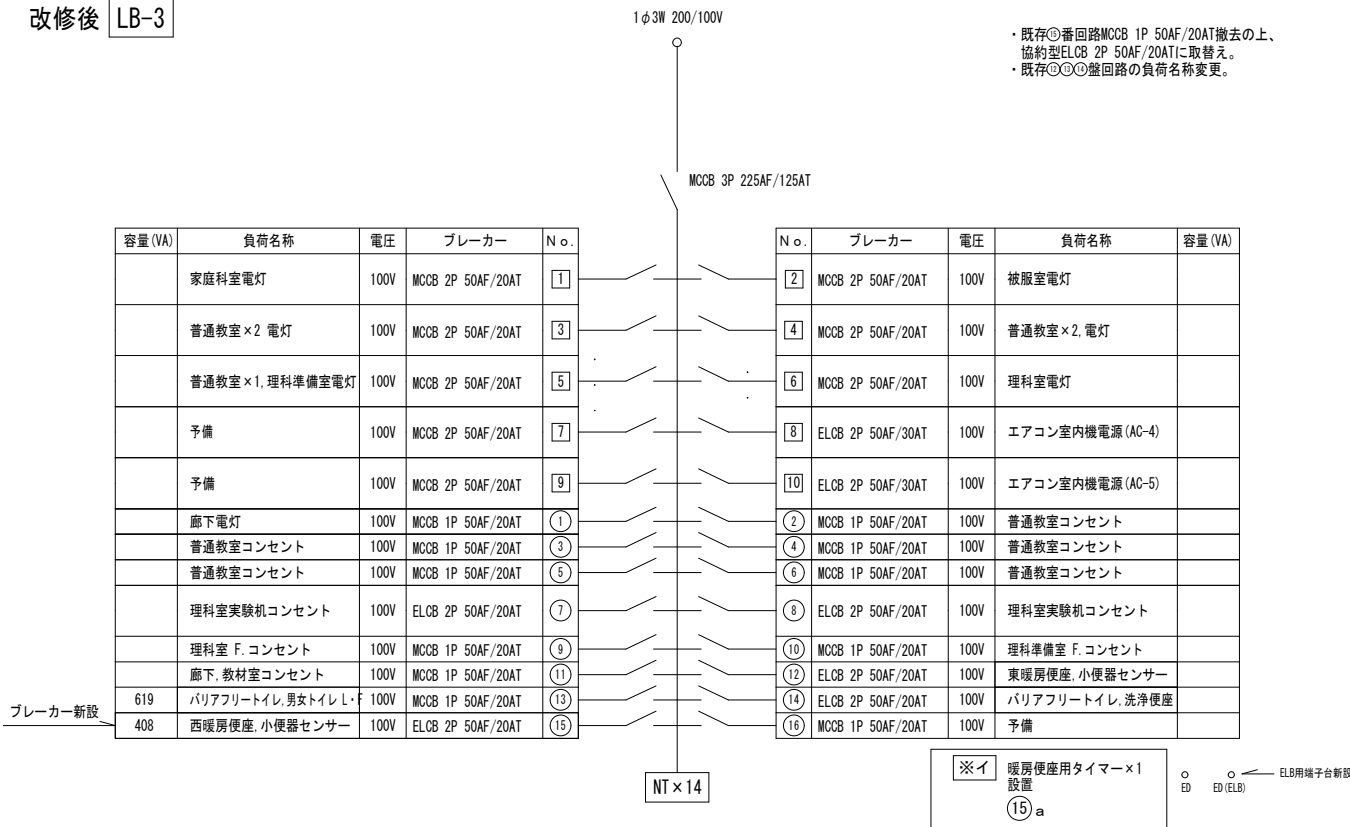 改修後 LB-3
1φ3W 200/100V
・既存⑮番回路MCCB 1P 50AF/20AT撤去の上、
協約型ELCB 2P 50AF/20ATに取替え。
・既存⑫⑬⑭盤回路の負荷名称変更。
MCCB 3P 225AF/125AT
容量(VA) 負荷名称 電圧 ブレーカー No. No. ブレーカー 電圧 負荷名称 容量(VA)
家庭科室電灯 100V MCCB 2P 50AF/20AT 1 2 MCCB 2P 50AF/20AT 100V 被服室電灯
普通教室×2 電灯 100V MCCB 2P 50AF/20AT 3 4 MCCB 2P 50AF/20AT 100V 普通教室×2,電灯
普通教室×1,理科準備室電灯 100V MCCB 2P 50AF/20AT 5 6 MCCB 2P 50AF/20AT 100V 理科室電灯
予備 100V MCCB 2P 50AF/20AT 7 8 ELCB 2P 50AF/30AT 100V エアコン室内機電源(AC-4)
予備 100V MCCB 2P 50AF/20AT 9 10 ELCB 2P 50AF/30AT 100V エアコン室内機電源(AC-5)
廊下電灯 100V MCCB 1P 50AF/20AT ① ② MCCB 1P 50AF/20AT 100V 普通教室コンセント
普通教室コンセント 100V MCCB 1P 50AF/20AT ③ ④ MCCB 1P 50AF/20AT 100V 普通教室コンセント
普通教室コンセント 100V MCCB 1P 50AF/20AT ⑤ ⑥ MCCB 1P 50AF/20AT 100V 普通教室コンセント
理科室実験机コンセント 100V ELCB 2P 50AF/20AT ⑦ ⑧ ELCB 2P 50AF/20AT 100V 理科室実験机コンセント
理科室 F.コンセント 100V MCCB 1P 50AF/20AT ⑨ ⑩ MCCB 1P 50AF/20AT 100V 理科準備室 F.コンセント
廊下,教材室コンセント 100V MCCB 1P 50AF/20AT ⑪ ⑫ ELCB 2P 50AF/20AT 100V 東暖房便座,小便器センサー
619 バリアフリートイレ,男女トイレL・F 100V MCCB 1P 50AF/20AT ⑬ ⑭ ELCB 2P 50AF/20AT 100V バリアフリートイレ,洗浄便座
ブレーカー新設 408 西暖房便座,小便器センサー 100V ELCB 2P 50AF/20AT ⑮ ⑯ MCCB 1P 50AF/20AT 100V 予備
NT×14
※イ 暖房便座用タイマー×1
設置
⑮a
ELB用端子台新設
ED ED(ELB)